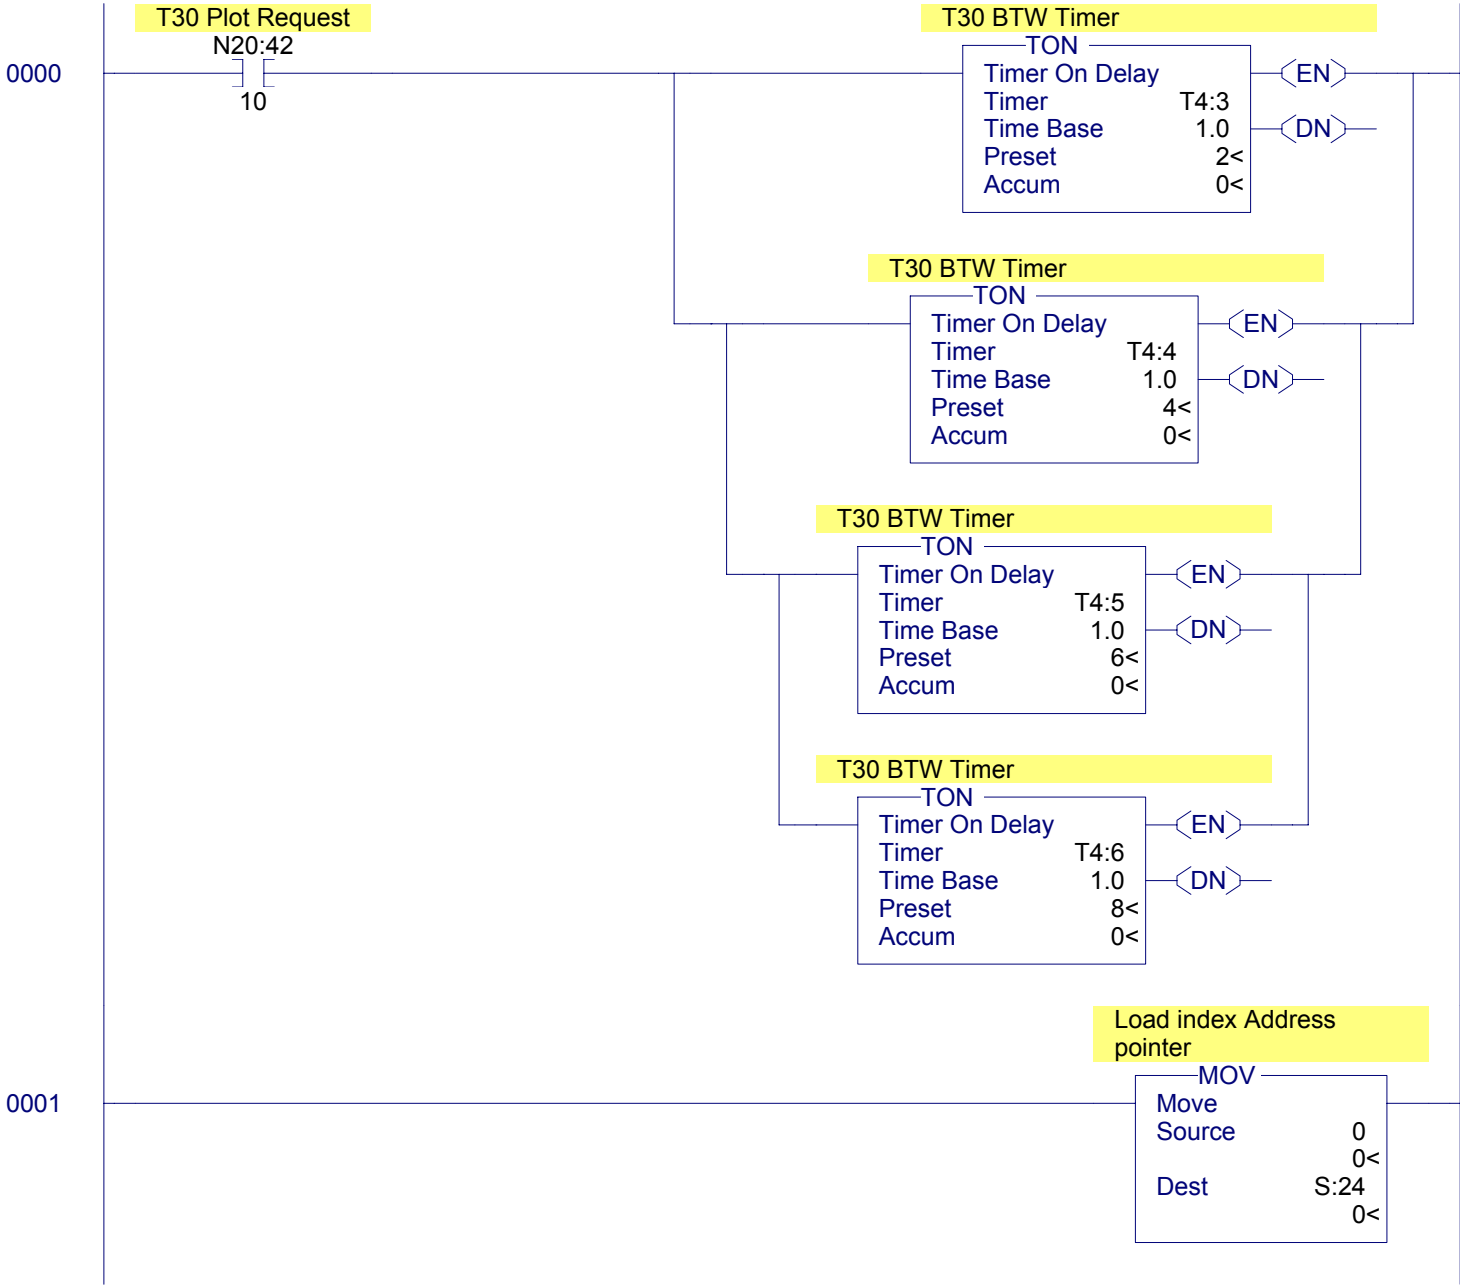 T30 Plot Request
N20:42
10
0000
T30 BTW Timer
TON
Timer On Delay
Timer T4:3
Time Base 1.0
Preset 2<
Accum 0<
EN
DN
T30 BTW Timer
TON
Timer On Delay
Timer T4:4
Time Base 1.0
Preset 4<
Accum 0<
EN
DN
T30 BTW Timer
TON
Timer On Delay
Timer T4:5
Time Base 1.0
Preset 6<
Accum 0<
EN
DN
T30 BTW Timer
TON
Timer On Delay
Timer T4:6
Time Base 1.0
Preset 8<
Accum 0<
EN
DN
0001
Load index Address
pointer
MOV
Move
Source 0
0<
Dest S:24
0<